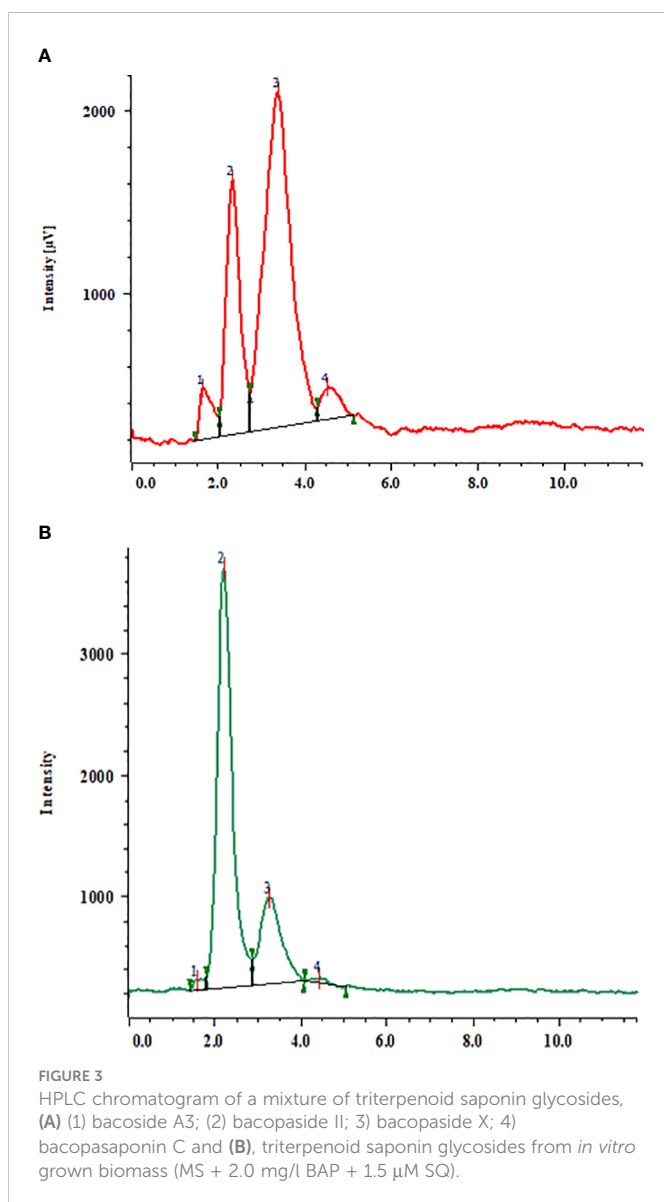 A
2000
1000
Intensity [µV]
1
2
3
4
0.0 2.0 4.0 6.0 8.0 10.0
B
3000
2000
1000
Intensity
1
2
3
4
0.0 2.0 4.0 6.0 8.0 10.0
FIGURE 3
HPLC chromatogram of a mixture of triterpenoid saponin glycosides,
(A) (1) bacoside A3; (2) bacopaside II; 3) bacopaside X; 4)
bacopasaponin C and (B), triterpenoid saponin glycosides from in vitro
grown biomass (MS + 2.0 mg/l BAP + 1.5 µM SQ).